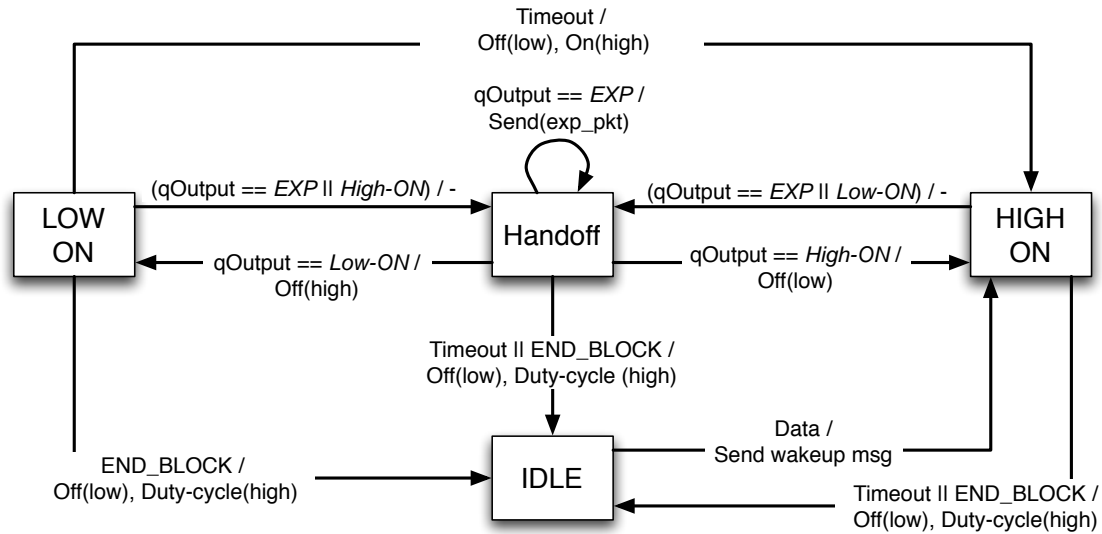 Timeout /
Off(low), On(high)
qOutput == EXP /
Send(exp_pkt)
(qOutput == EXP || High-ON) / -
(qOutput == EXP || Low-ON) / -
LOW
ON
Handoff
HIGH
ON
qOutput == Low-ON /
Off(high)
qOutput == High-ON /
Off(low)
Timeout || END_BLOCK /
Off(low), Duty-cycle (high)
Data /
Send wakeup msg
END_BLOCK /
Off(low), Duty-cycle(high)
IDLE
Timeout || END_BLOCK /
Off(low), Duty-cycle(high)